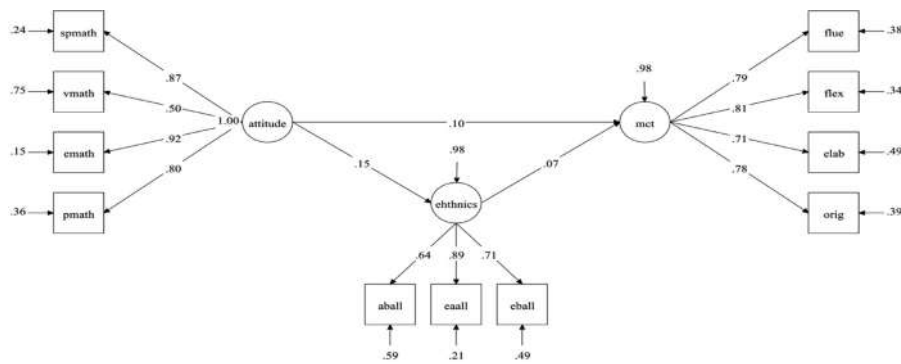 .24 spmath flue .38
.87 .98 .79
.75 vmath .50 1.00 attitude .10 mct .81 flex .34
.15 emath .92 .98 .71 elab .49
.80 .15 .07 .78
.36 pmath ehthnics orig .39
.64 .89 .71
aball eaall eball
.59 .21 .49